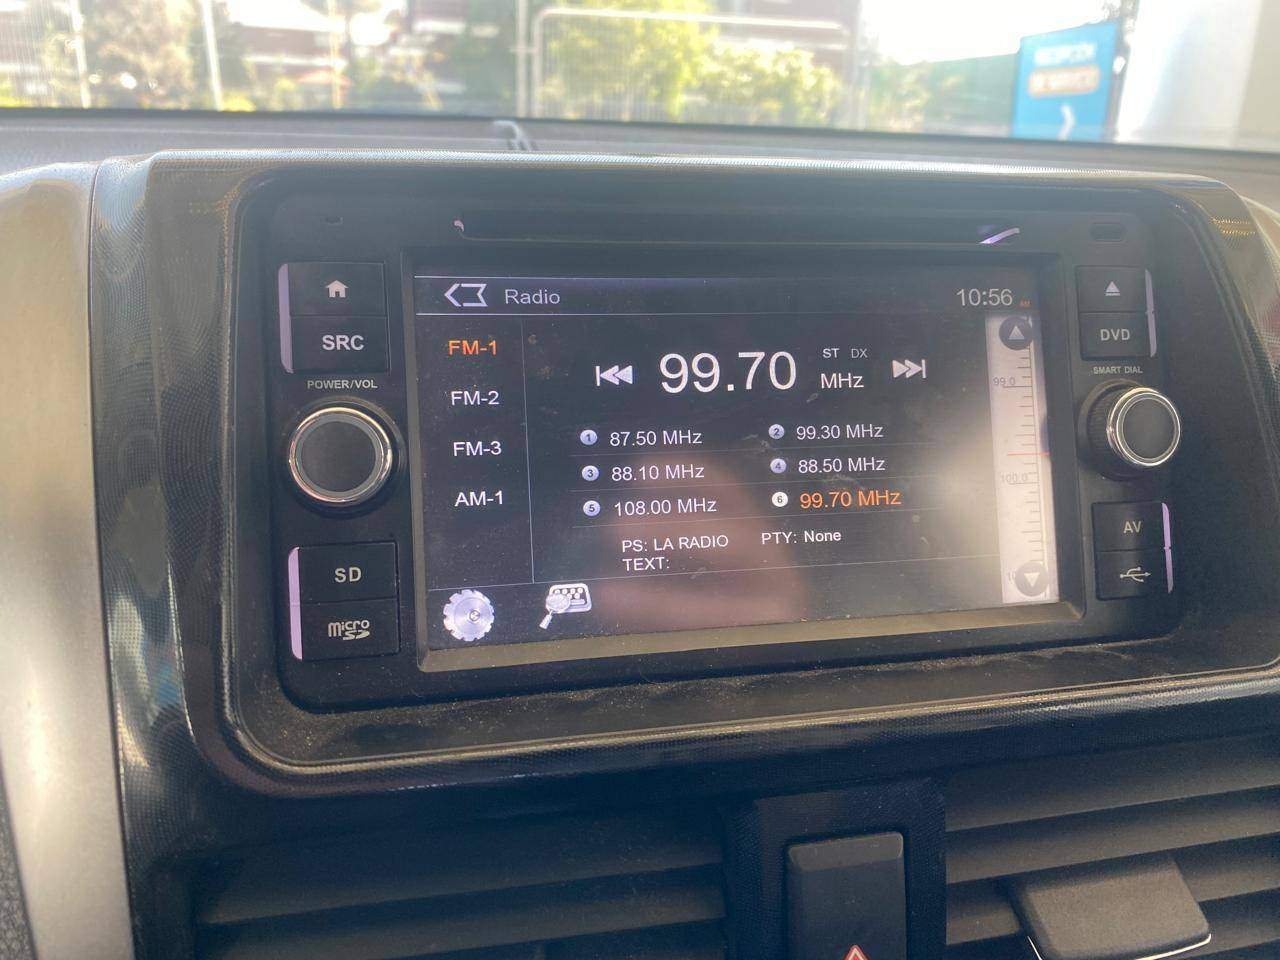 Radio
10:56 AM
SRC
POWER/VOL
SD
micro SD
FM-1
FM-2
FM-3
AM-1
99.70 MHz
ST DX
1 87.50 MHz
2 99.30 MHz
3 88.10 MHz
4 88.50 MHz
5 108.00 MHz
6 99.70 MHz
PS: LA RADIO PTY: None
TEXT:
99.0
100.0
DVD
SMART DIAL
AV